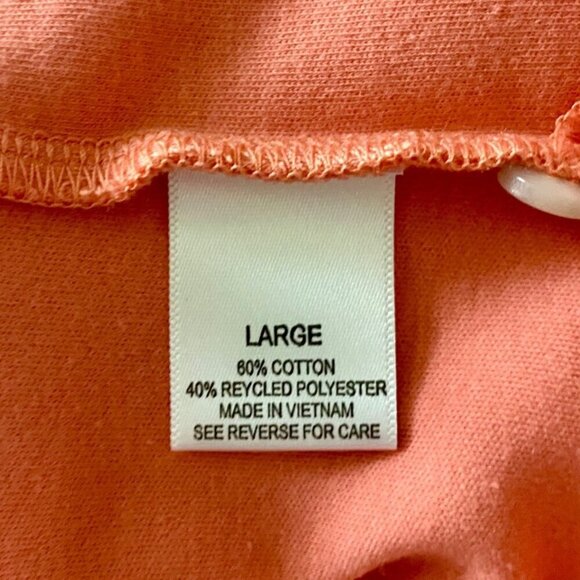 LARGE
60% COTTON
40% REYCLED POLYESTER
MADE IN VIETNAM
SEE REVERSE FOR CARE